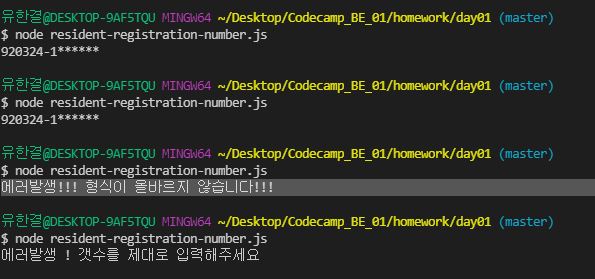 유한결@DESKTOP-9AF5TQU MINGW64 ~/Desktop/Codecamp_BE_01/homework/day01 (master)
$ node resident-registration-number.js
920324-1******
유한결@DESKTOP-9AF5TQU MINGW64 ~/Desktop/Codecamp_BE_01/homework/day01 (master)
$ node resident-registration-number.js
920324-1******
유한결@DESKTOP-9AF5TQU MINGW64 ~/Desktop/Codecamp_BE_01/homework/day01 (master)
$ node resident-registration-number.js
에러발생!!! 형식이 올바르지 않습니다!!!
유한결@DESKTOP-9AF5TQU MINGW64 ~/Desktop/Codecamp_BE_01/homework/day01 (master)
$ node resident-registration-number.js
에러발생 ! 갯수를 제대로 입력해주세요